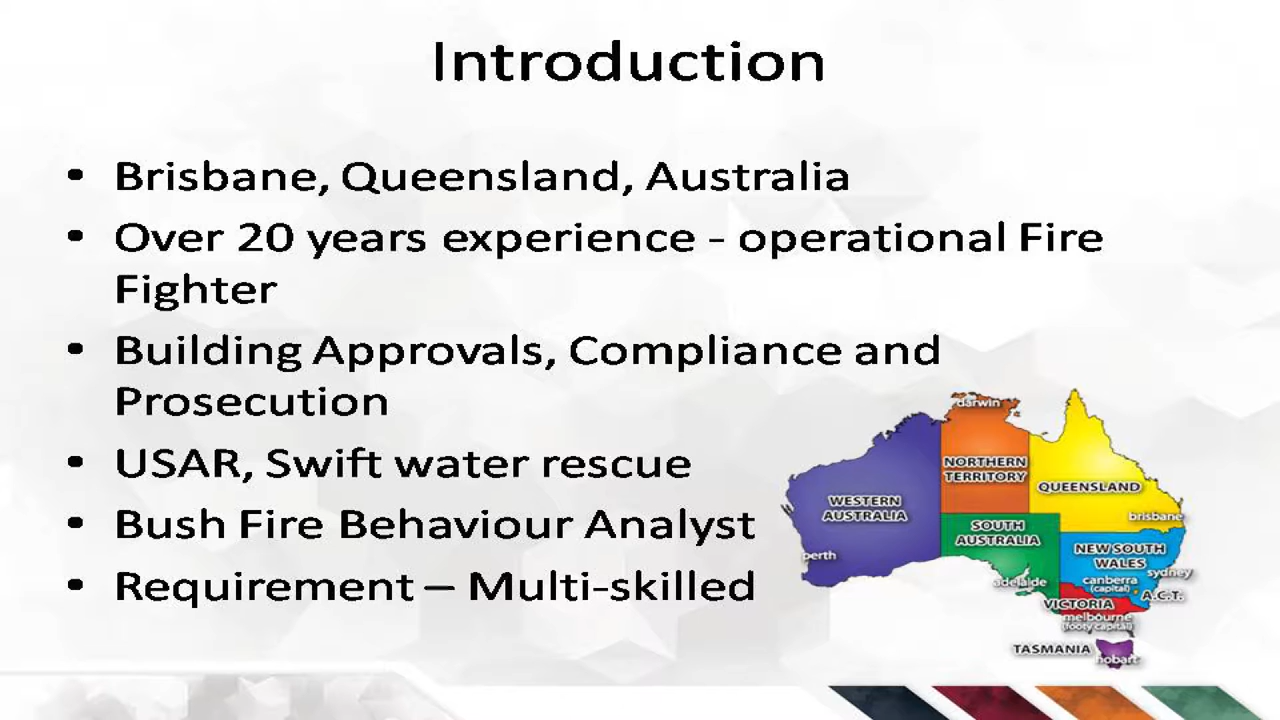 Introduction
• Brisbane, Queensland, Australia
• Over 20 years experience - operational Fire
Fighter
• Building Approvals, Compliance and
Prosecution
• USAR, Swift water rescue
• Bush Fire Behaviour Analyst
• Requirement – Multi-skilled
darwin
NORTHERN
TERRITORY
QUEENSLAND
WESTERN
AUSTRALIA
brisbane
SOUTH
AUSTRALIA
NEW SOUTH
WALES
perth
sydney
adelaide
canberra
(capital)
A.C.T.
VICTORIA
melbourne
(footy capital)
TASMANIA
hobart